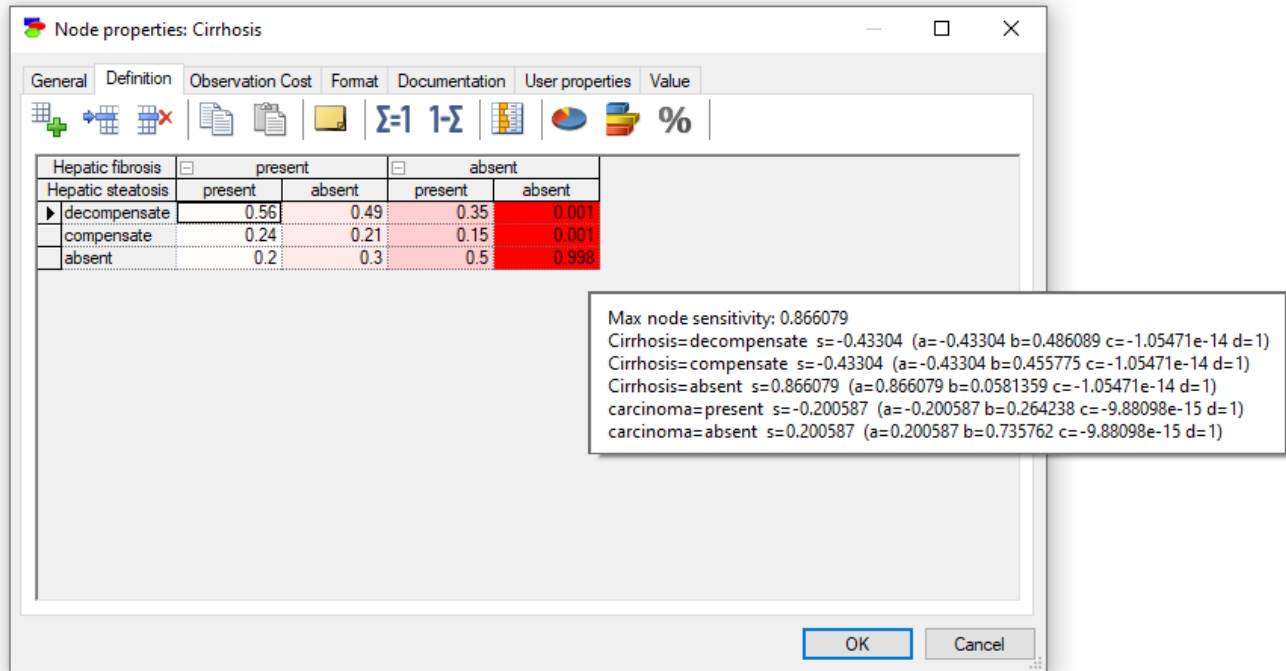 Node properties: Cirrhosis
General Definition Observation Cost Format Documentation User properties Value
Σ=1 1-Σ %
Hepatic fibrosis present absent
Hepatic steatosis present absent present absent
decompensate 0.56 0.49 0.35 0.001
compensate 0.24 0.21 0.15 0.001
absent 0.2 0.3 0.5 0.998
Max node sensitivity: 0.866079
Cirrhosis=decompensate s=-0.43304 (a=-0.43304 b=0.486089 c=-1.05471e-14 d=1)
Cirrhosis=compensate s=-0.43304 (a=-0.43304 b=0.455775 c=-1.05471e-14 d=1)
Cirrhosis=absent s=0.866079 (a=0.866079 b=0.0581359 c=-1.05471e-14 d=1)
carcinoma=present s=-0.200587 (a=-0.200587 b=0.264238 c=-9.88098e-15 d=1)
carcinoma=absent s=0.200587 (a=0.200587 b=0.735762 c=-9.88098e-15 d=1)
OK Cancel